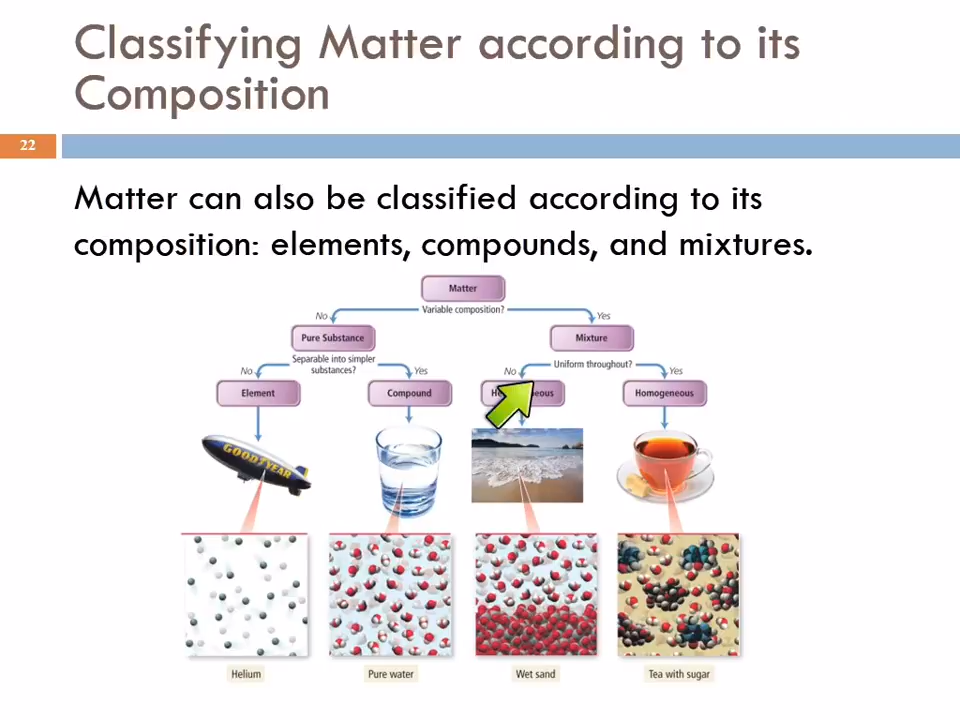 Classifying Matter according to its
Composition
22
Matter can also be classified according to its
composition: elements, compounds, and mixtures.
Matter
No
Variable composition?
Yes
Pure Substance
Mixture
No
Separable into simpler
substances?
Yes
No
Uniform throughout?
Yes
Element
Compound
Homogeneous
GOODYEAR
Helium
Pure water
Wet sand
Tea with sugar